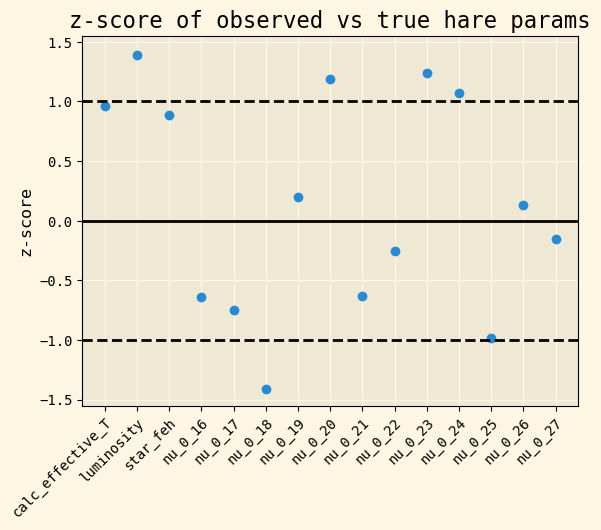 z-score of observed vs true hare params
z-score
1.5
1.0
0.5
0.0
−0.5
−1.0
−1.5
calc_effective_T
luminosity
star_feh
nu_0_16
nu_0_17
nu_0_18
nu_0_19
nu_0_20
nu_0_21
nu_0_22
nu_0_23
nu_0_24
nu_0_25
nu_0_26
nu_0_27